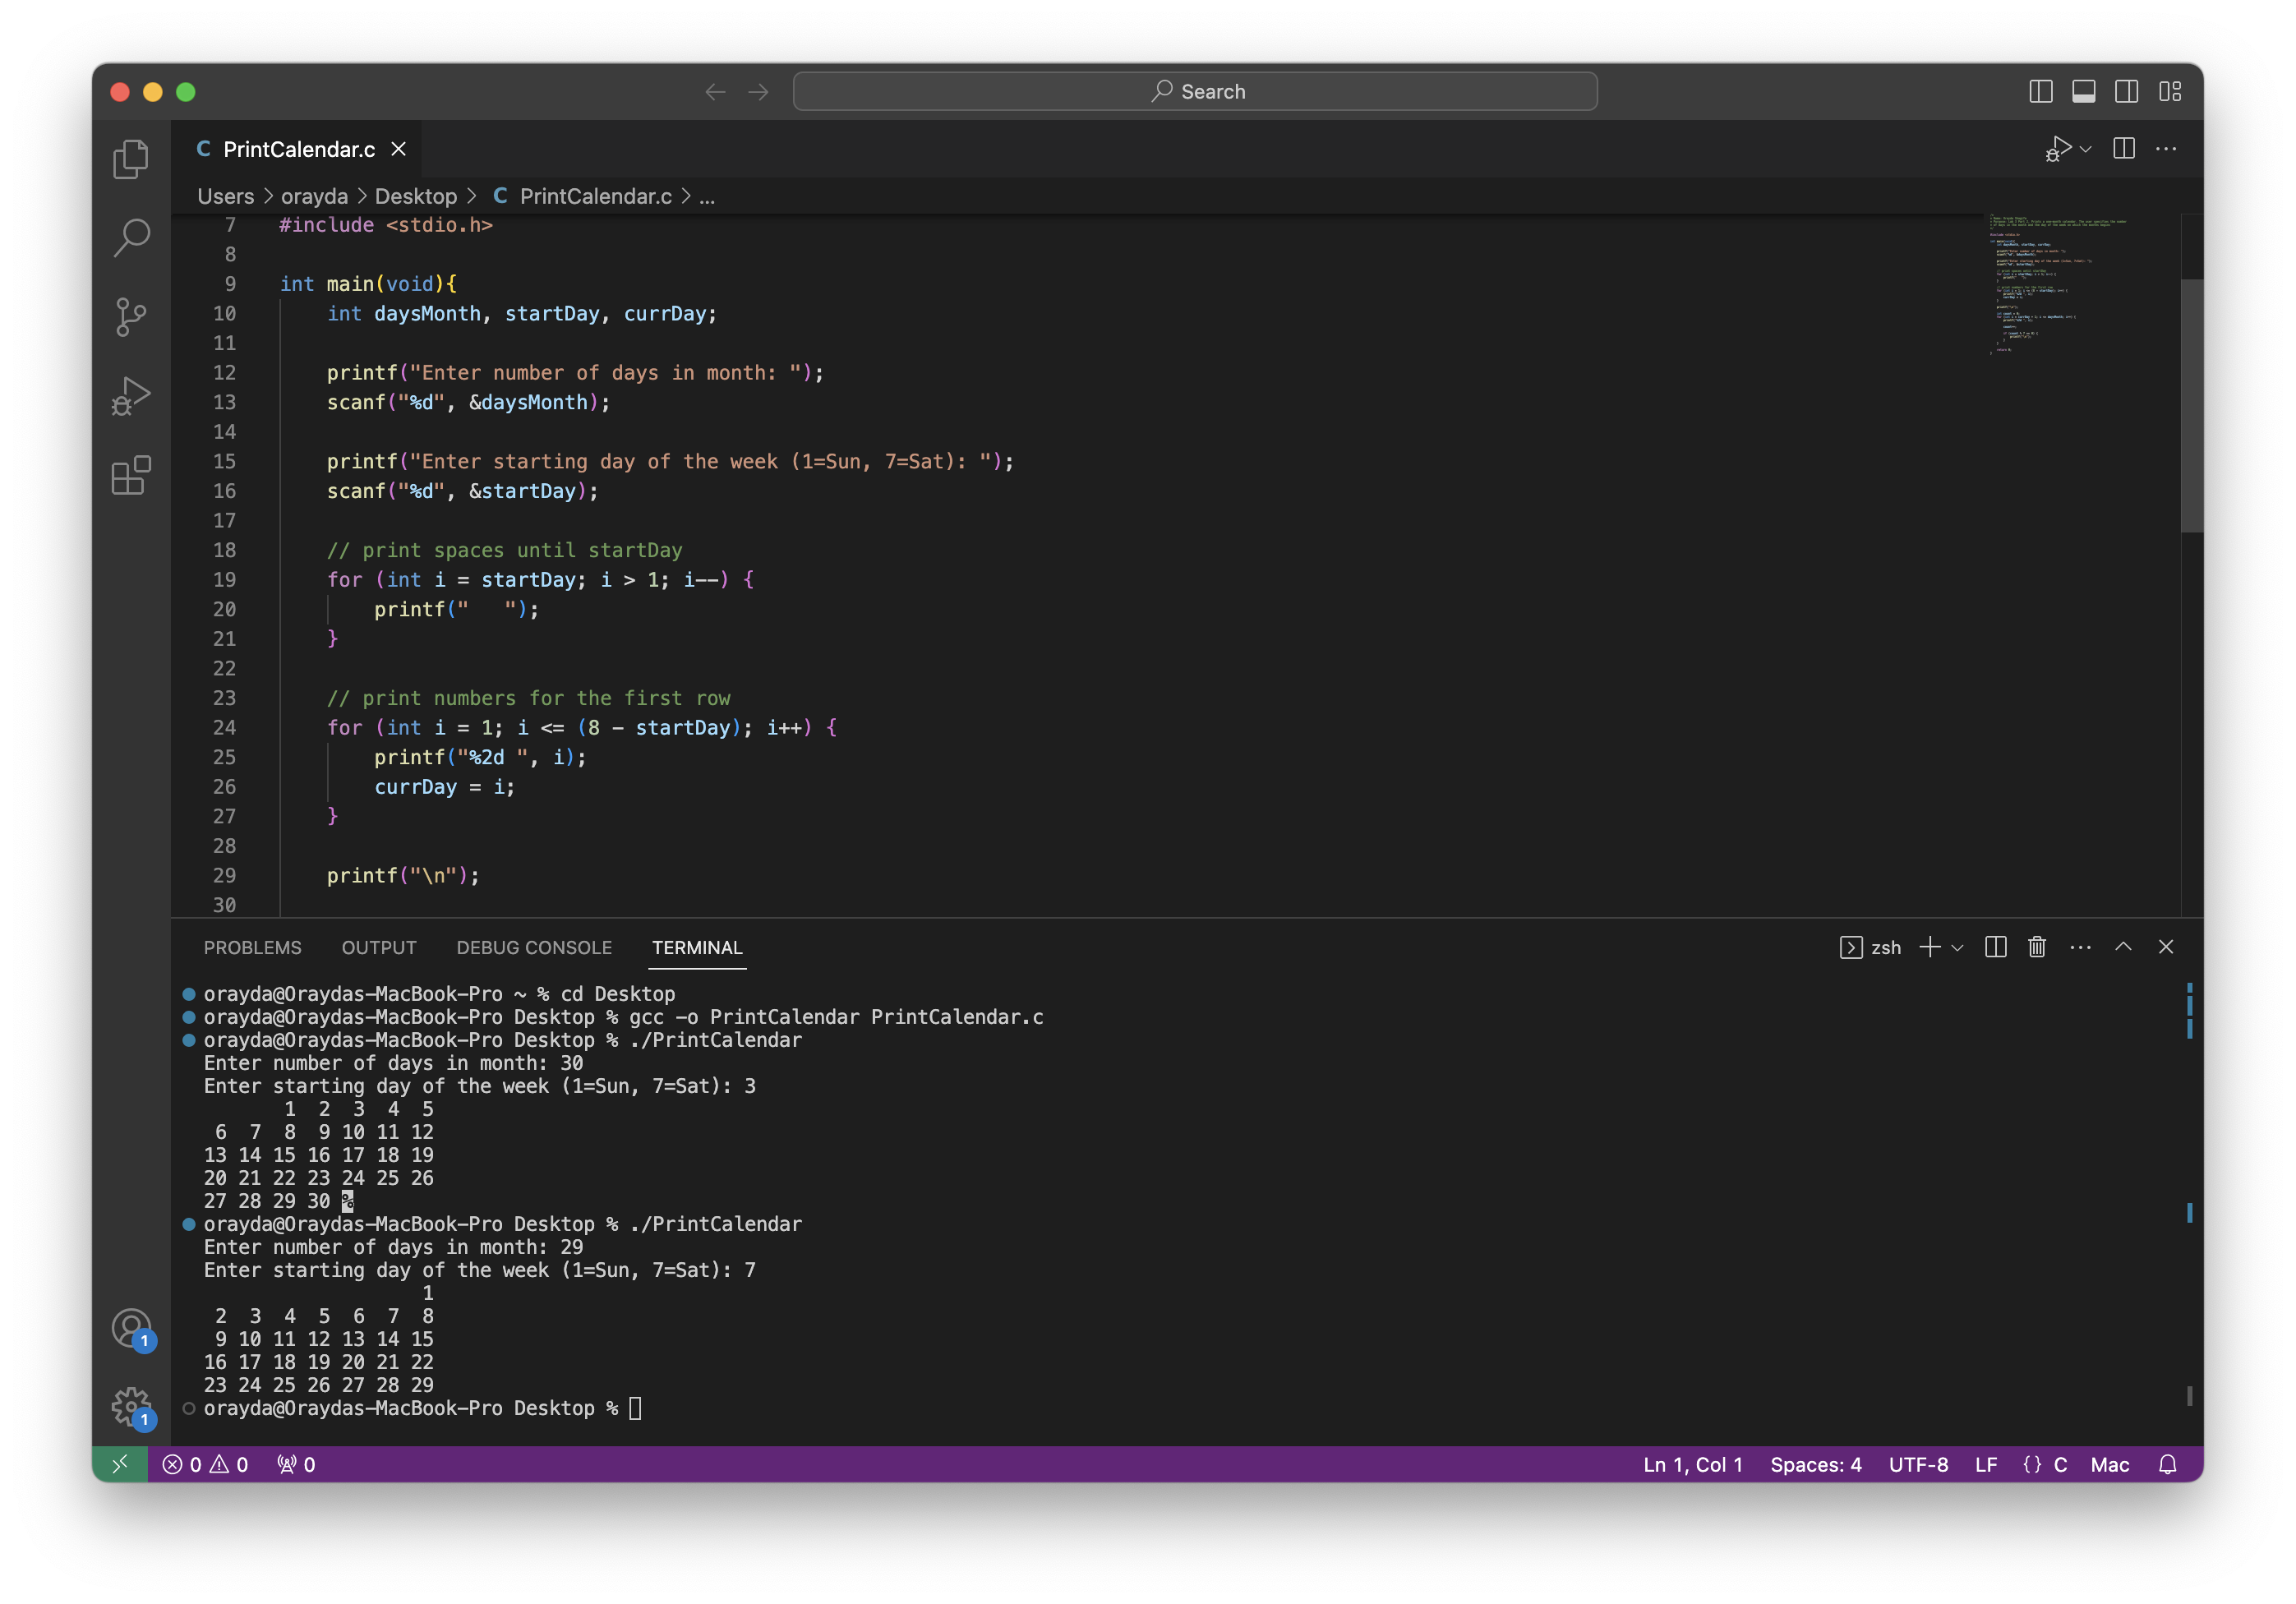 Search
C PrintCalendar.c
Users > orayda > Desktop > C PrintCalendar.c > ...
7 #include <stdio.h>
8
9 int main(void){
10     int daysMonth, startDay, currDay;
11
12     printf("Enter number of days in month: ");
13     scanf("%d", &daysMonth);
14
15     printf("Enter starting day of the week (1=Sun, 7=Sat): ");
16     scanf("%d", &startDay);
17
18     // print spaces until startDay
19     for (int i = startDay; i > 1; i--) {
20         printf("   ");
21     }
22
23     // print numbers for the first row
24     for (int i = 1; i <= (8 - startDay); i++) {
25         printf("%2d ", i);
26         currDay = i;
27     }
28
29     printf("\n");
30
PROBLEMS OUTPUT DEBUG CONSOLE TERMINAL zsh
orayda@Oraydas-MacBook-Pro ~ % cd Desktop
orayda@Oraydas-MacBook-Pro Desktop % gcc -o PrintCalendar PrintCalendar.c
orayda@Oraydas-MacBook-Pro Desktop % ./PrintCalendar
Enter number of days in month: 30
Enter starting day of the week (1=Sun, 7=Sat): 3
       1  2  3  4  5
 6  7  8  9 10 11 12
13 14 15 16 17 18 19
20 21 22 23 24 25 26
27 28 29 30 %
orayda@Oraydas-MacBook-Pro Desktop % ./PrintCalendar
Enter number of days in month: 29
Enter starting day of the week (1=Sun, 7=Sat): 7
                   1
 2  3  4  5  6  7  8
 9 10 11 12 13 14 15
16 17 18 19 20 21 22
23 24 25 26 27 28 29
orayda@Oraydas-MacBook-Pro Desktop %
1
1
0 0 0 Ln 1, Col 1 Spaces: 4 UTF-8 LF {} C Mac